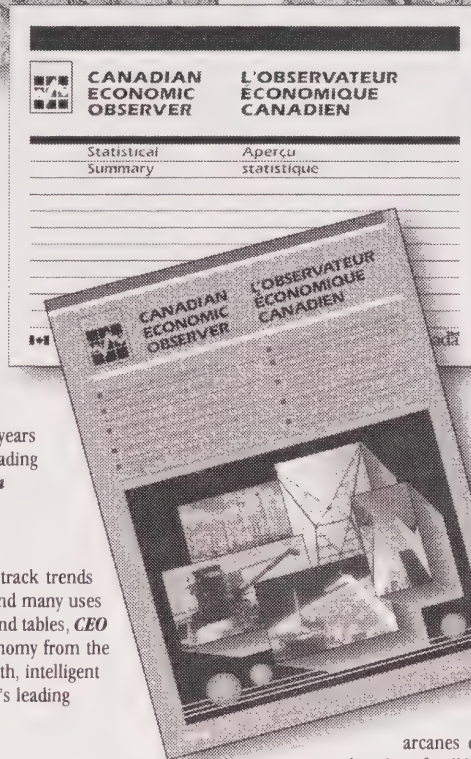 CANADIAN
ECONOMIC
OBSERVER
L'OBSERVATEUR
ÉCONOMIQUE
CANADIEN
Statistical
Summary
Aperçu
statistique
CANADIAN
ECONOMIC
OBSERVER
L'OBSERVATEUR
ÉCONOMIQUE
CANADIEN
years
ading
track trends
nd many uses
nd tables, CEO
nomy from the
th, intelligent
's leading
arcanes